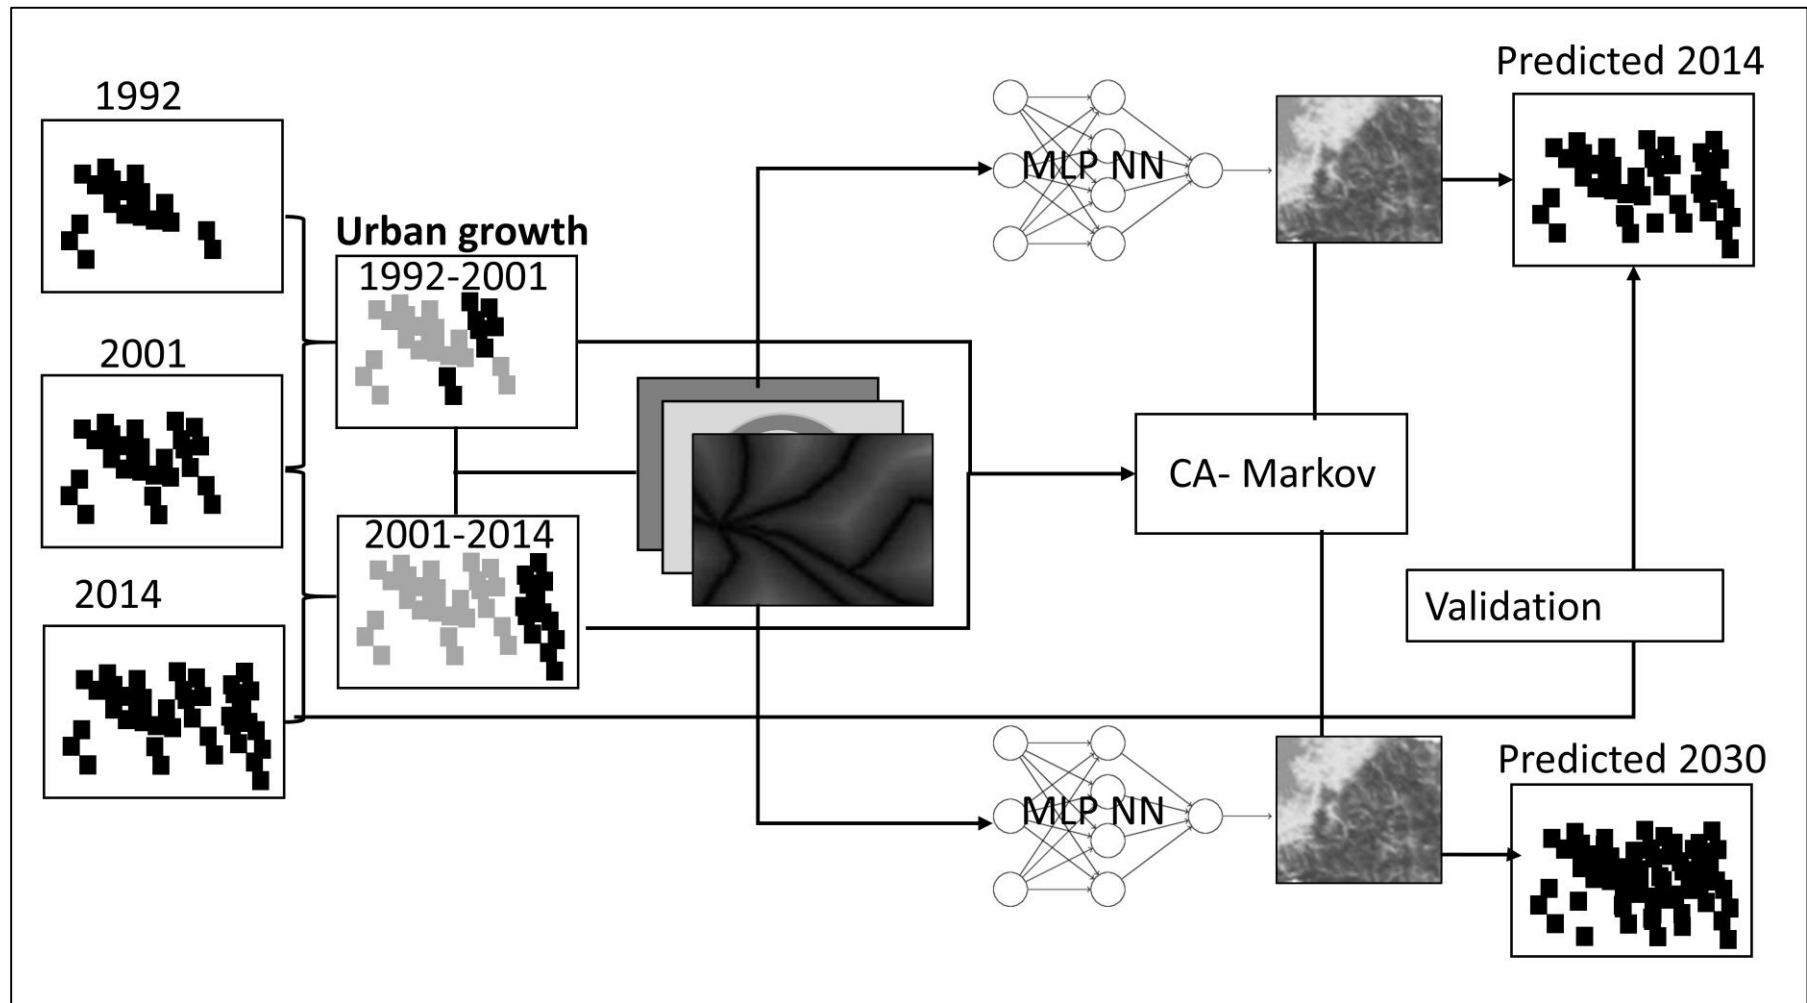 1992
2001
2014
Urban growth
1992-2001
2001-2014
MLP NN
CA- Markov
MLP NN
Predicted 2014
Validation
Predicted 2030